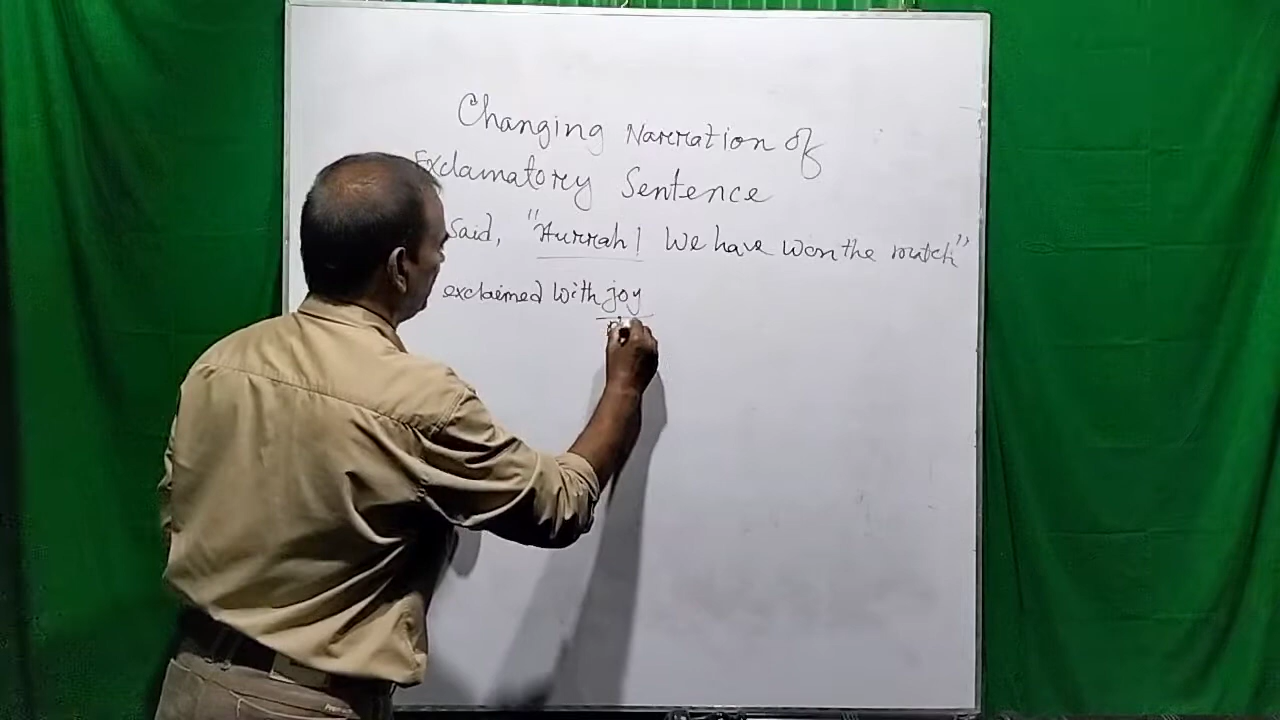 Changing Narration of
Exclamatory Sentence
Said, "Hurrah! We have won the match"
exclaimed with joy